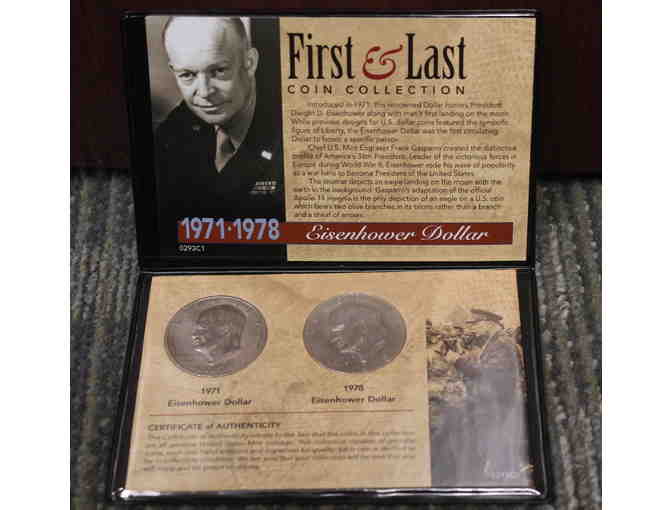 First & Last
COIN COLLECTION
Introduced in 1971, this renowned Dollar honors President
Dwight D. Eisenhower along with man's first landing on the moon.
While previous designs for U.S. dollar coins featured the symbolic
figure of Liberty, the Eisenhower Dollar was the first circulating
Dollar to honor a specific person.
Chief U.S. Mint Engraver Frank Gasparro created the distinctive
profile of America's 34th President. Leader of the victorious forces in
Europe during World War II, Eisenhower rode his wave of popularity
as a war hero to become President of the United States.
The reverse depicts an eagle landing on the moon with the
earth in the background. Gasparro's adaptation of the official
Apollo 11 insignia is the only depiction of an eagle on a U.S. coin
which bears two olive branches in its talons rather than a branch
and a threat of arrows.
1971·1978 Eisenhower Dollar
0293C1
1971
Eisenhower Dollar
1978
Eisenhower Dollar
CERTIFICATE of AUTHENTICITY